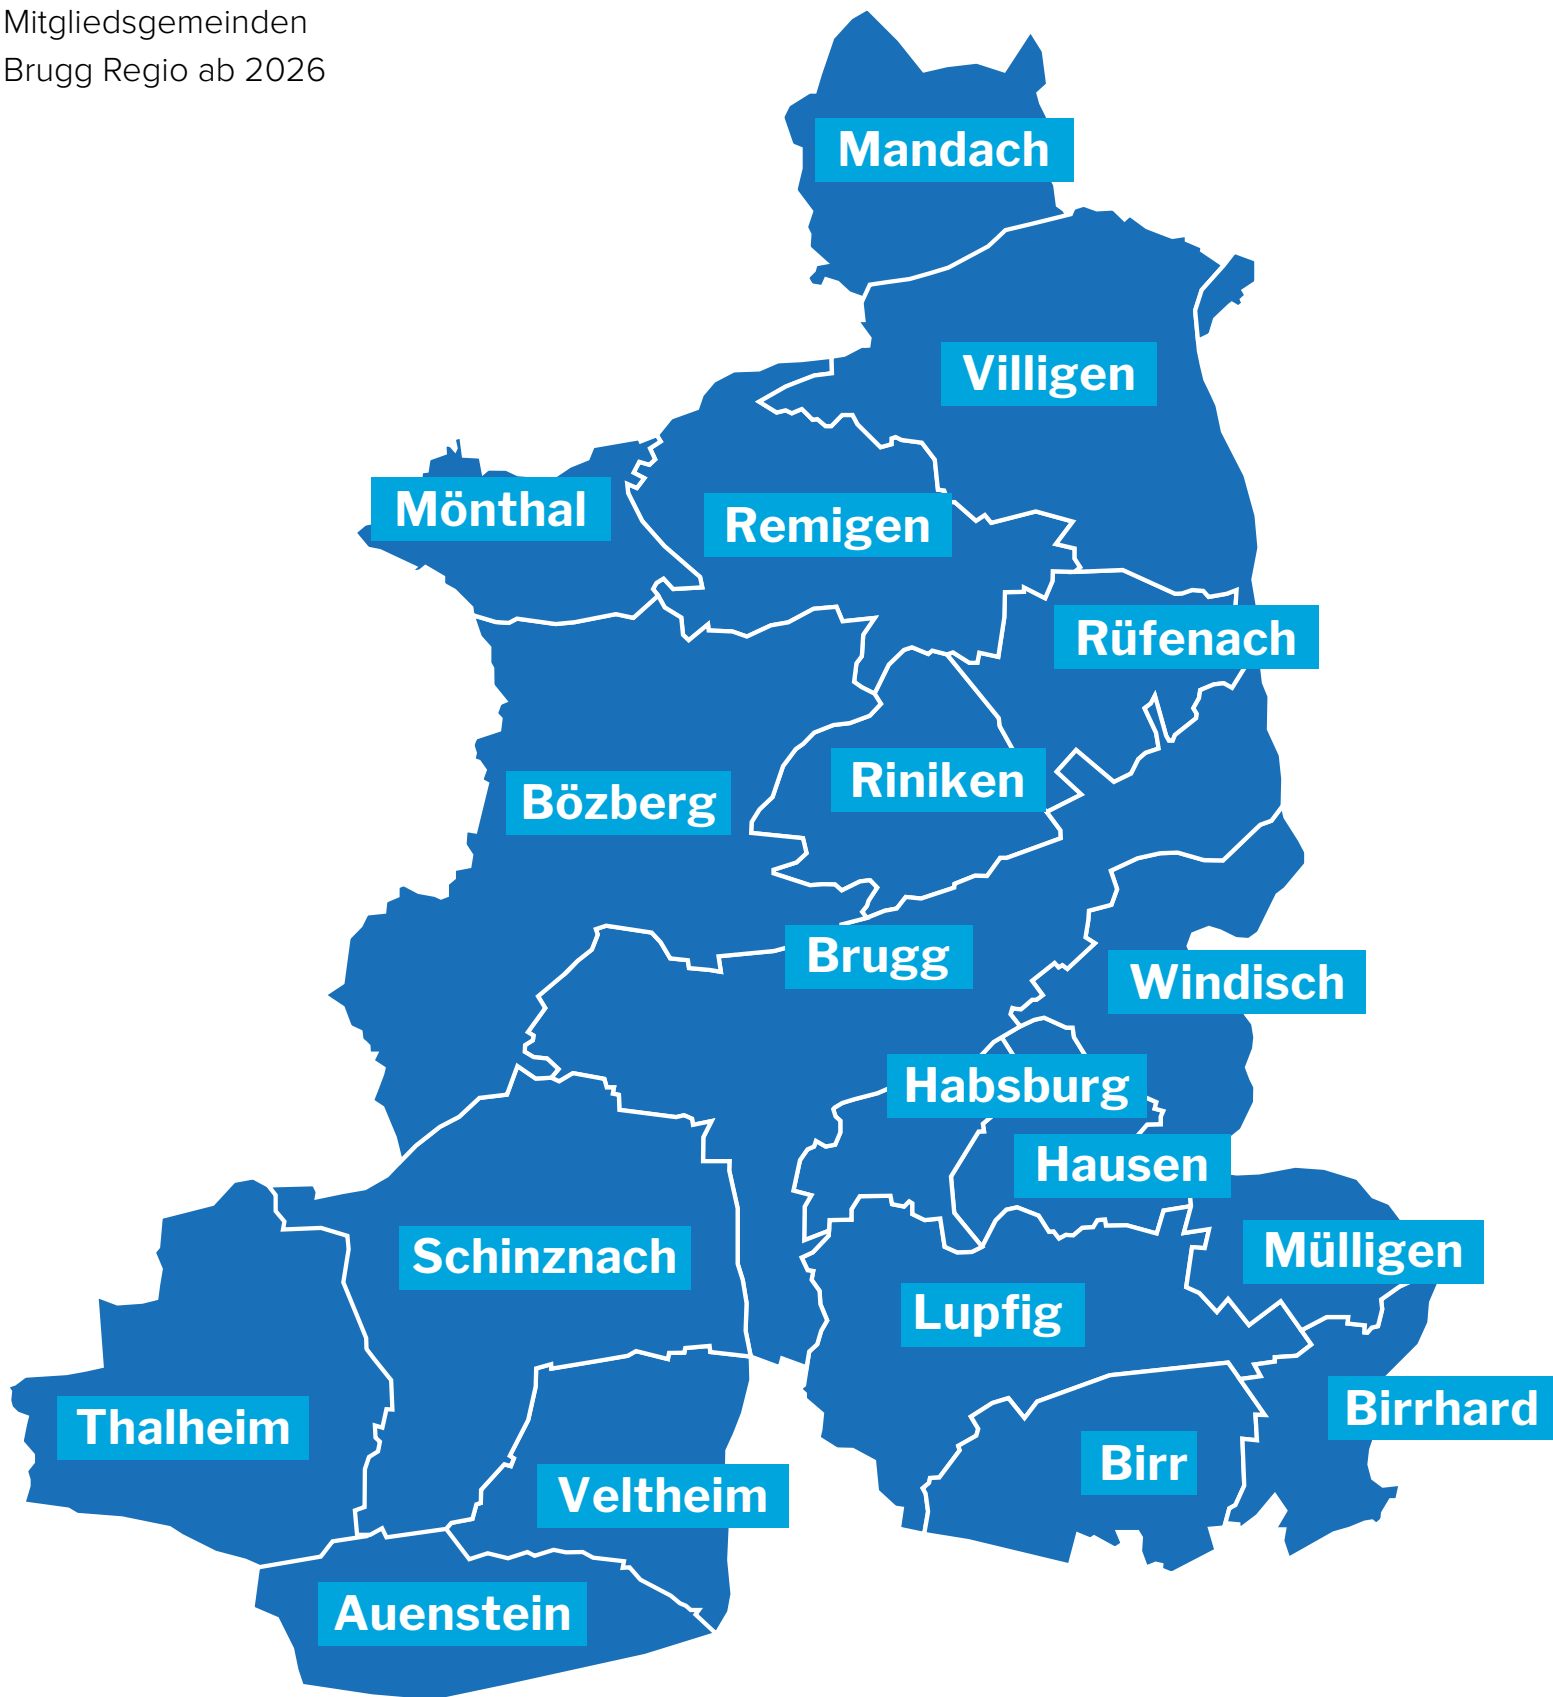 Mitgliedsgemeinden
Brugg Regio ab 2026
Mandach
Villigen
Mönthal
Remigen
Rüfenach
Riniken
Bözberg
Brugg
Windisch
Habsburg
Hausen
Schinznach
Mülligen
Lupfig
Thalheim
Birrhard
Birr
Veltheim
Auenstein